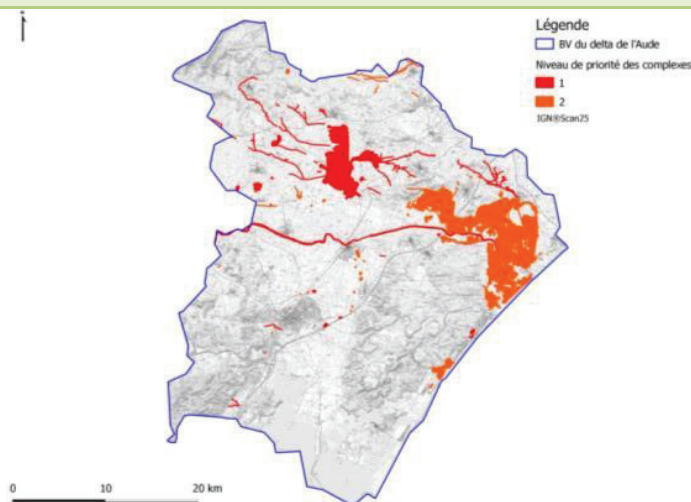 Légende
BV du delta de l'Aude
Niveau de priorité des complexes
1
2
IGN®Scan25
0 10 20 km